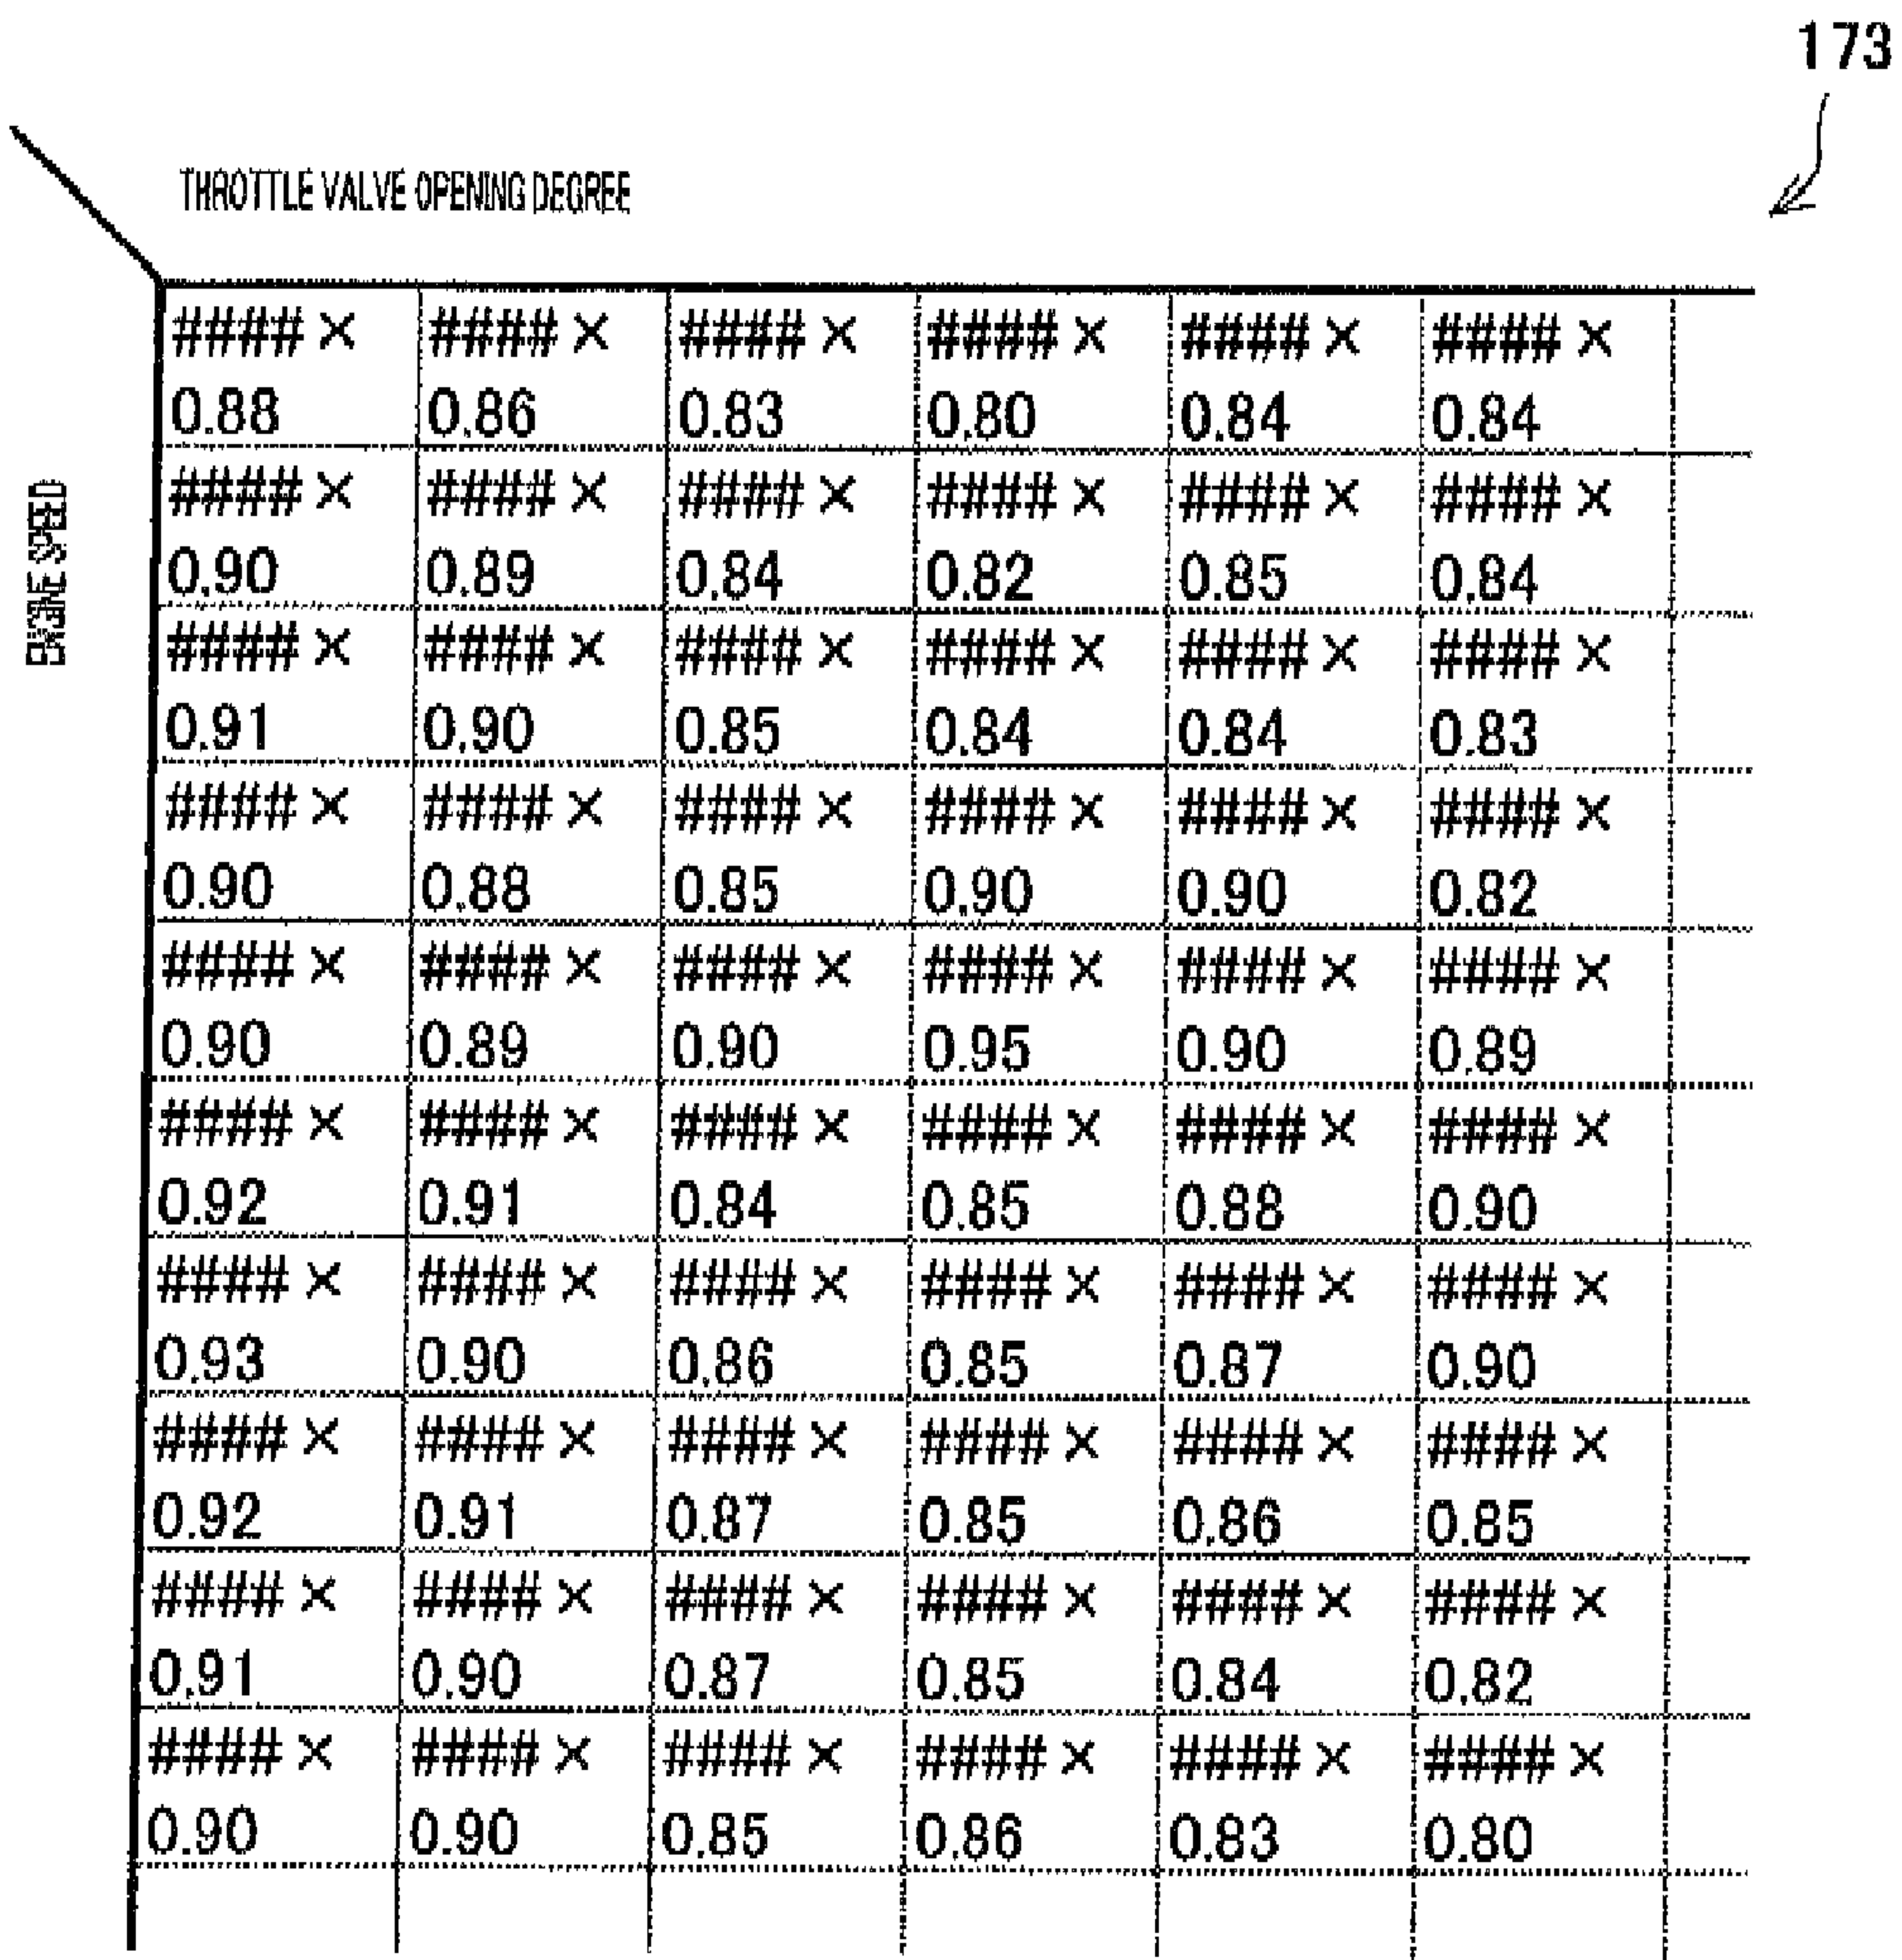 173
THROTTLE VALVE OPENING DEGREE
ENGINE SPEED
#### × #### × #### × #### × #### × #### ×
0.88 0.86 0.83 0.80 0.84 0.84
#### × #### × #### × #### × #### × #### ×
0.90 0.89 0.84 0.82 0.85 0.84
#### × #### × #### × #### × #### × #### ×
0.91 0.90 0.85 0.84 0.84 0.83
#### × #### × #### × #### × #### × #### ×
0.90 0.88 0.85 0.90 0.90 0.82
#### × #### × #### × #### × #### × #### ×
0.90 0.89 0.90 0.95 0.90 0.89
#### × #### × #### × #### × #### × #### ×
0.92 0.91 0.84 0.85 0.88 0.90
#### × #### × #### × #### × #### × #### ×
0.93 0.90 0.86 0.85 0.87 0.90
#### × #### × #### × #### × #### × #### ×
0.92 0.91 0.87 0.85 0.86 0.85
#### × #### × #### × #### × #### × #### ×
0.91 0.90 0.87 0.85 0.84 0.82
#### × #### × #### × #### × #### × #### ×
0.90 0.90 0.85 0.86 0.83 0.80